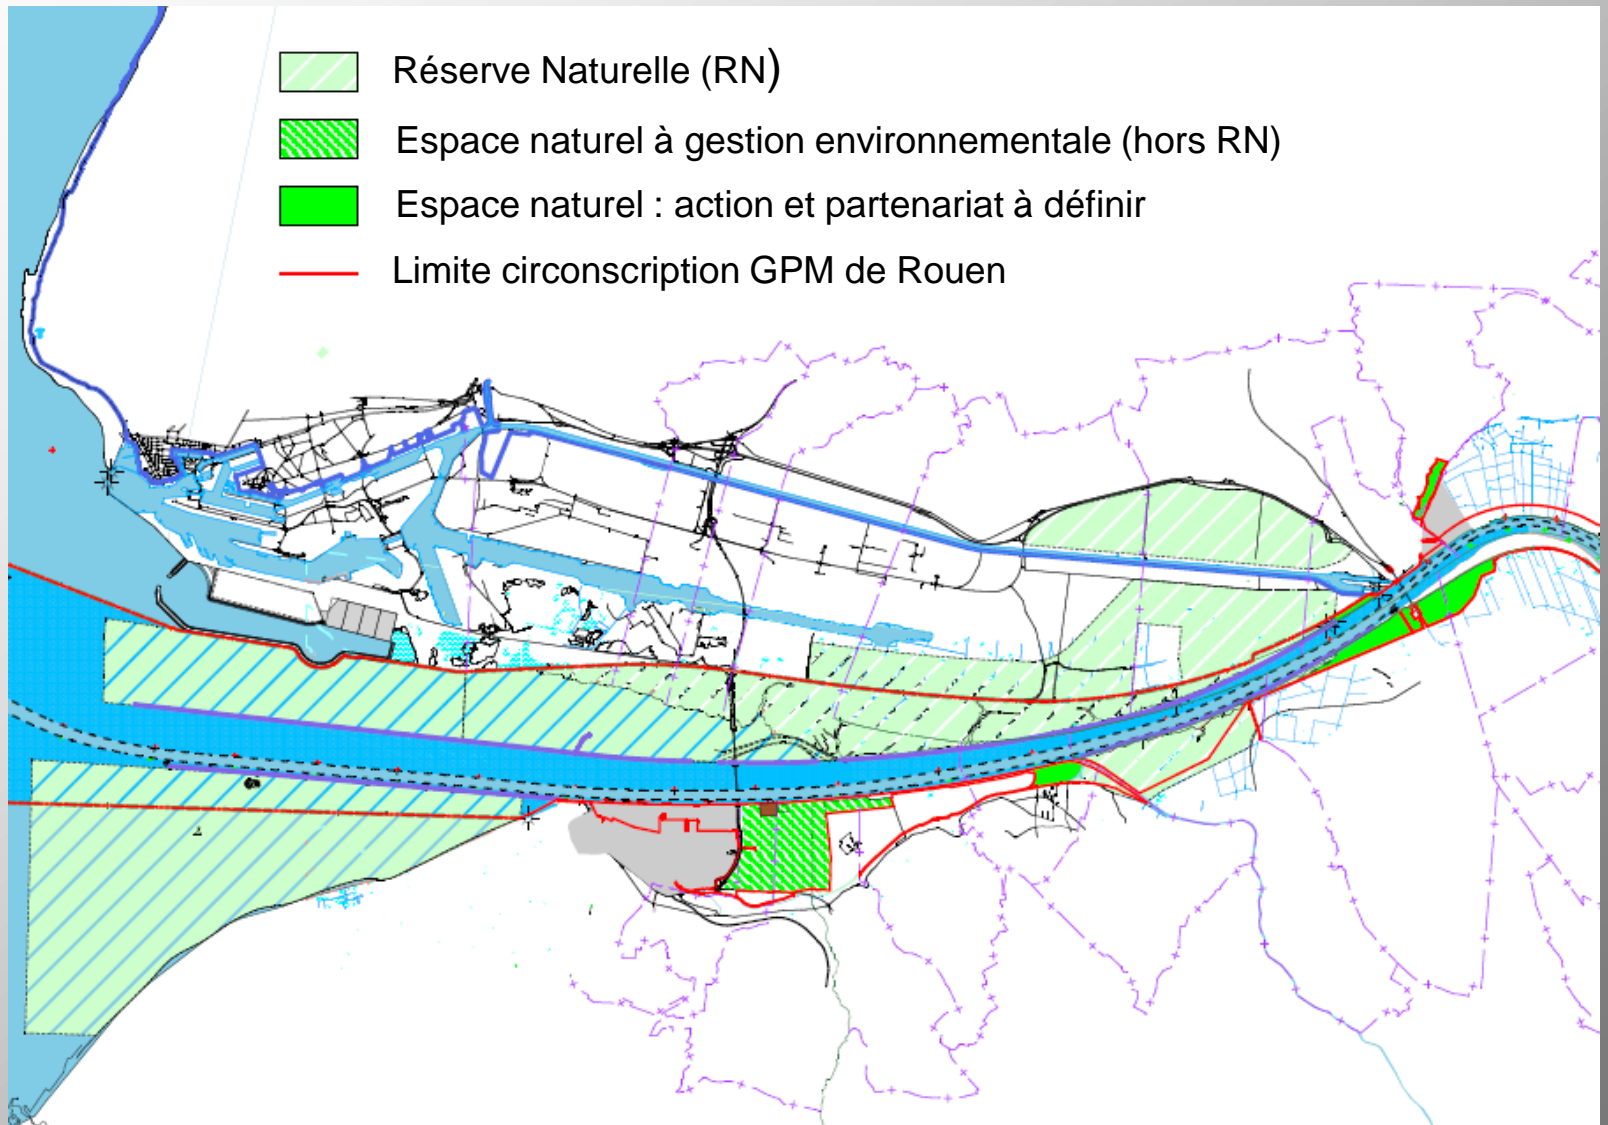 Réserve Naturelle (RN)
Espace naturel à gestion environnementale (hors RN)
Espace naturel : action et partenariat à définir
Limite circonscription GPM de Rouen